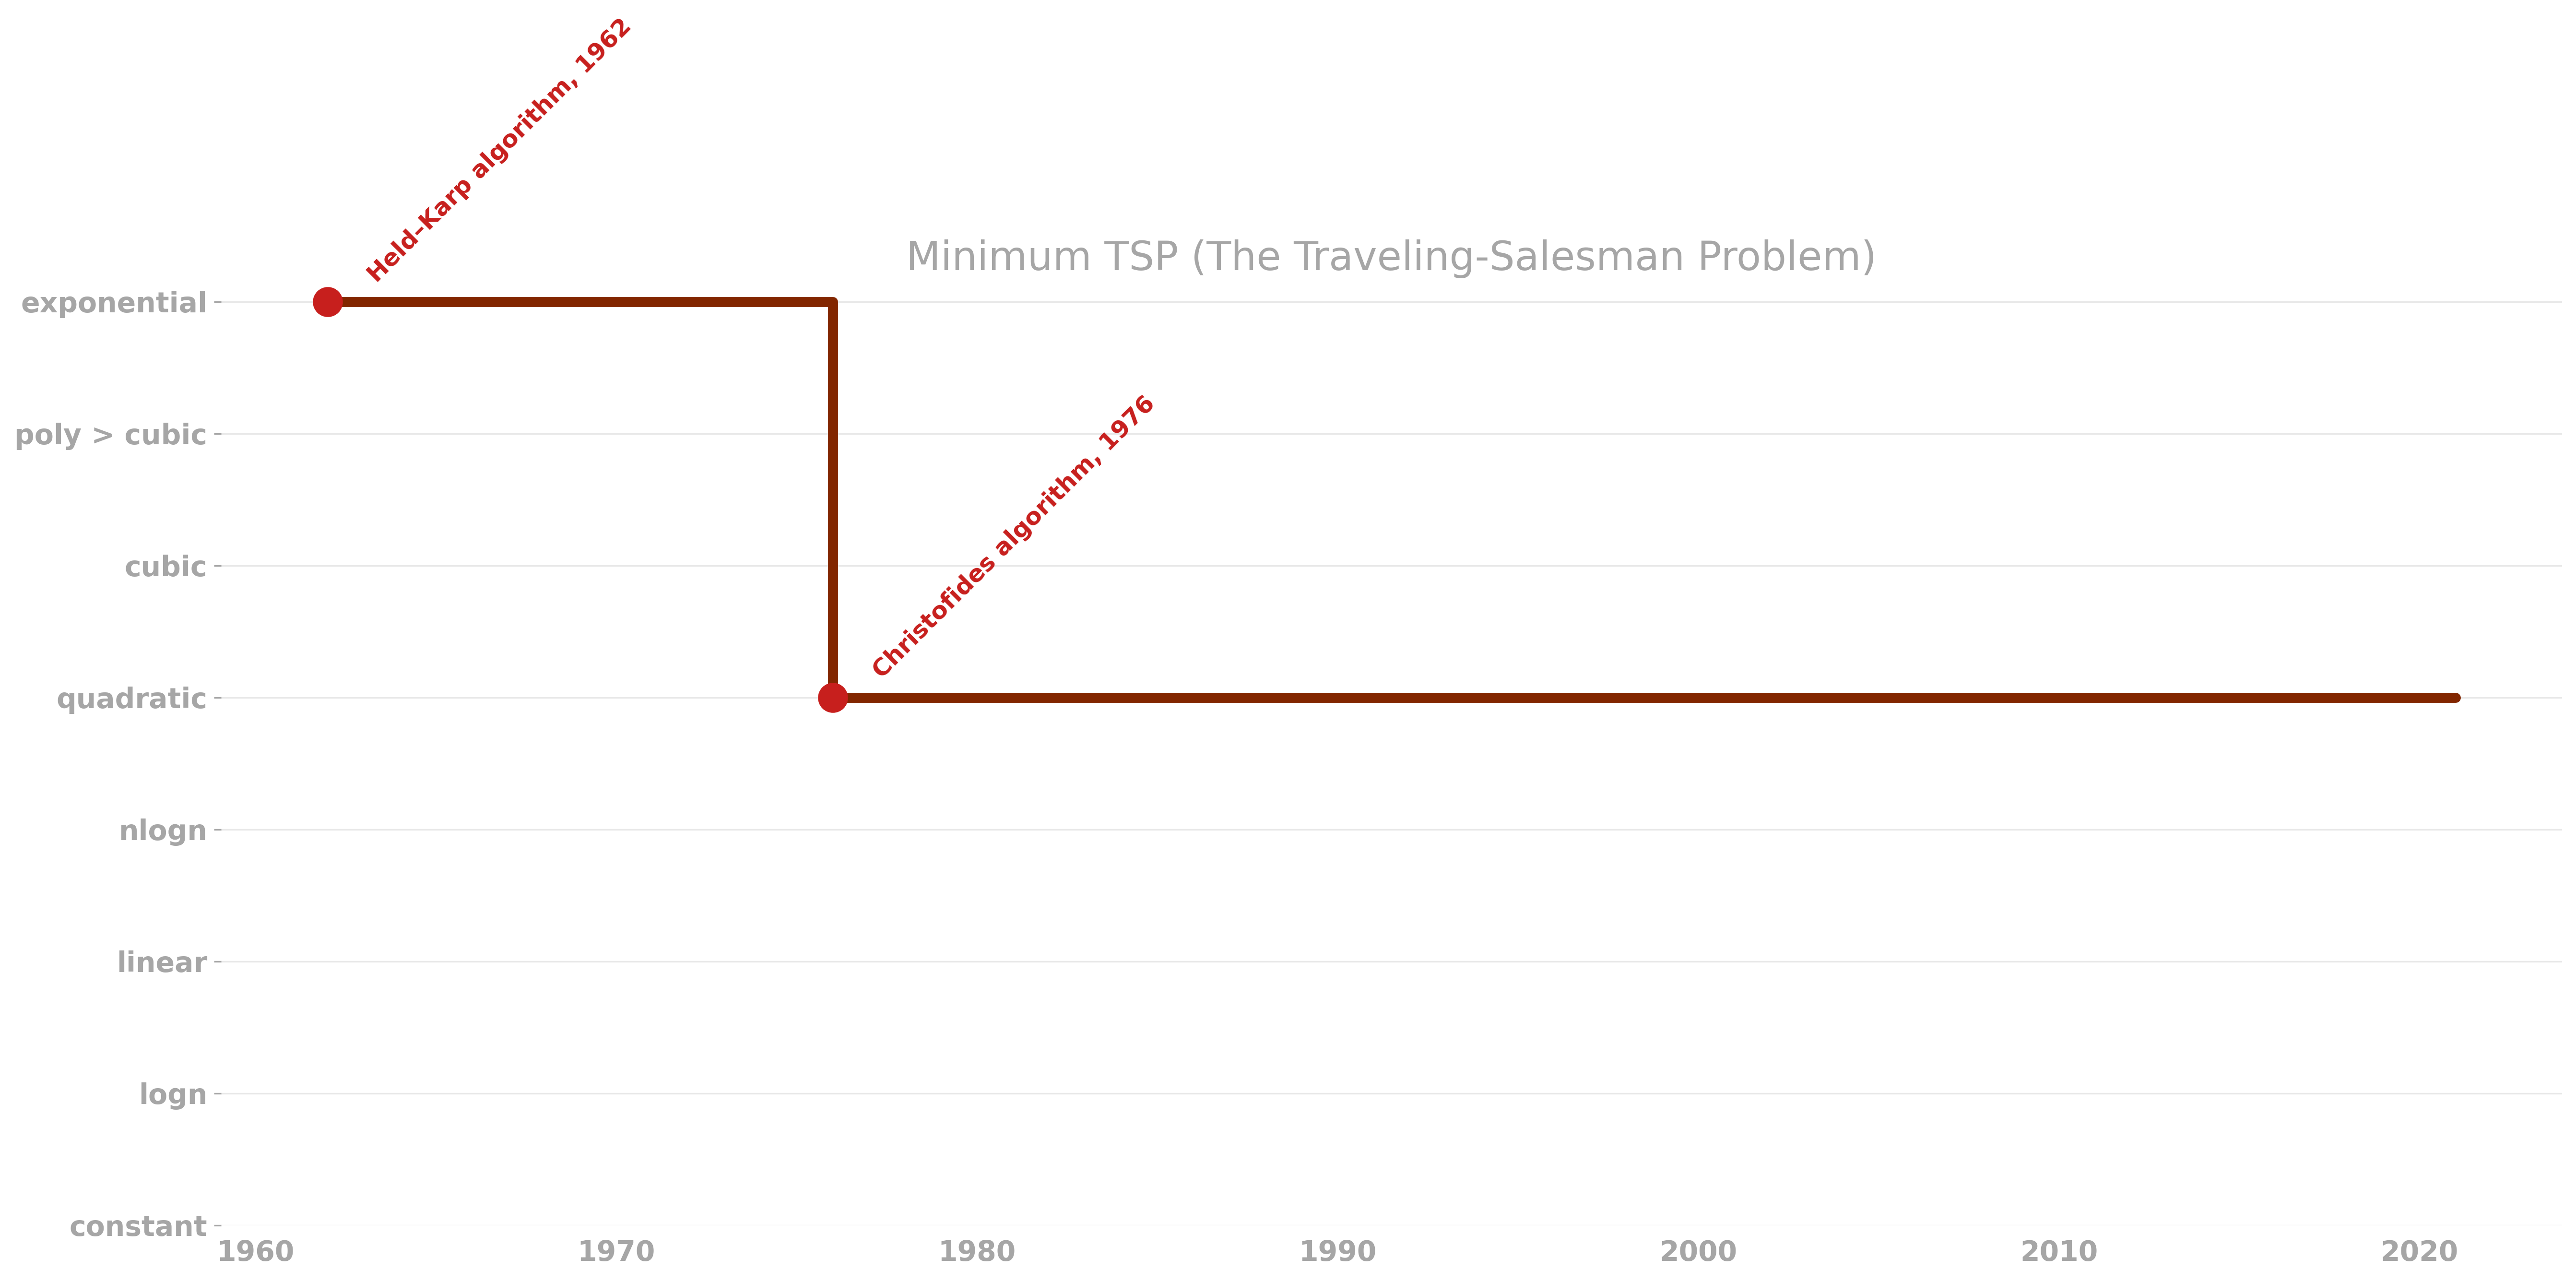 Held–Karp algorithm, 1962
Minimum TSP (The Traveling-Salesman Problem)
exponential
poly > cubic
Christofides algorithm, 1976
cubic
quadratic
nlogn
linear
logn
constant
1960 1970 1980 1990 2000 2010 2020